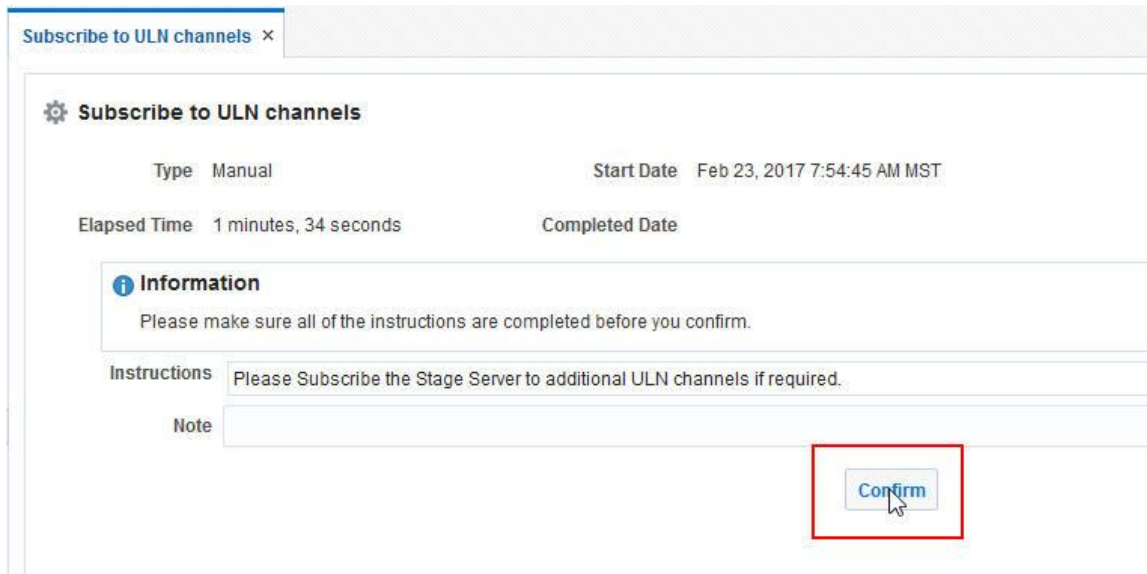 Subscribe to ULN channels ×
Subscribe to ULN channels
Type Manual Start Date Feb 23, 2017 7:54:45 AM MST
Elapsed Time 1 minutes, 34 seconds Completed Date
Information
Please make sure all of the instructions are completed before you confirm.
Instructions Please Subscribe the Stage Server to additional ULN channels if required.
Note
Confirm